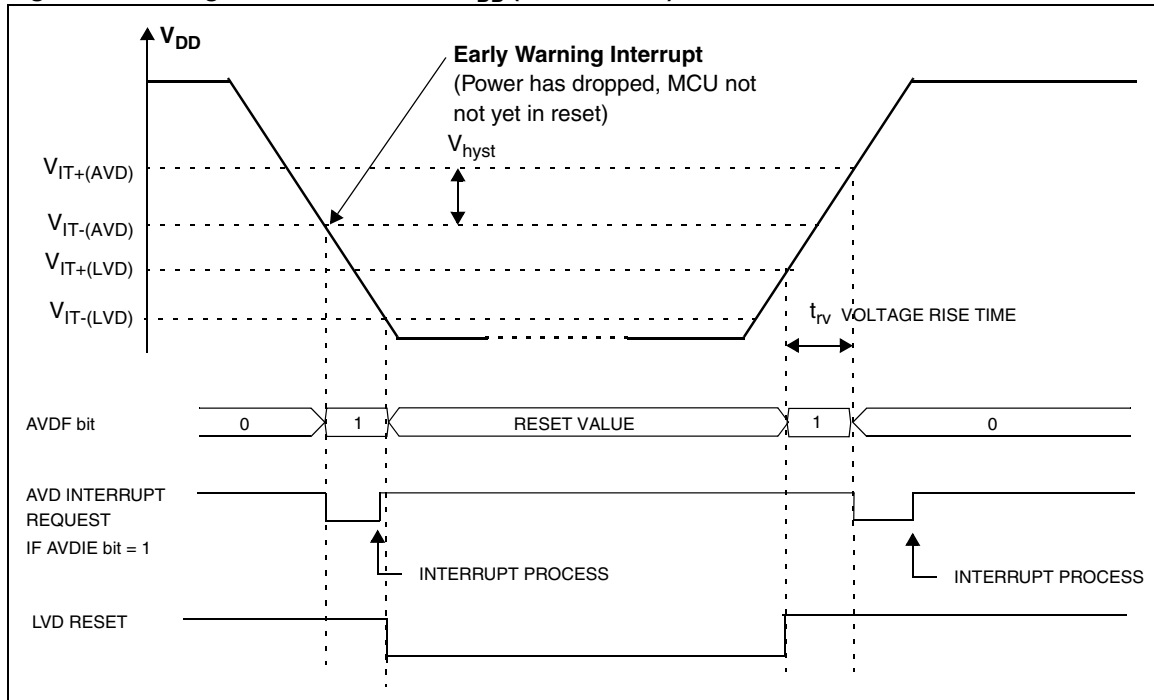 V_DD
Early Warning Interrupt
(Power has dropped, MCU not
not yet in reset)
V_hyst
V_IT+(AVD)
V_IT-(AVD)
V_IT+(LVD)
V_IT-(LVD)
t_rv VOLTAGE RISE TIME
AVDF bit
0
1
RESET VALUE
1
0
AVD INTERRUPT
REQUEST
IF AVDIE bit = 1
INTERRUPT PROCESS
INTERRUPT PROCESS
LVD RESET